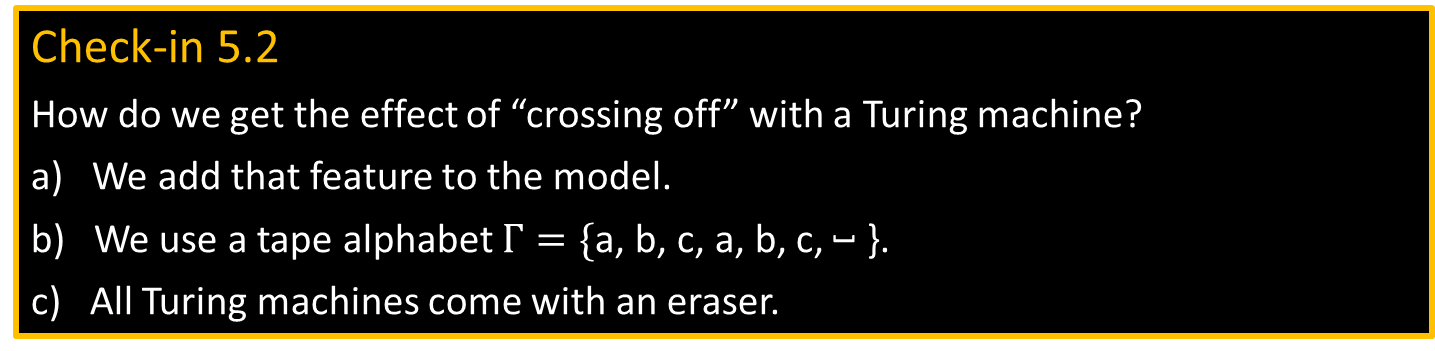 Check-in 5.2
How do we get the effect of “crossing off” with a Turing machine?
a) We add that feature to the model.
b) We use a tape alphabet Γ = {a, b, c, a, b, c, ⌣ }.
c) All Turing machines come with an eraser.